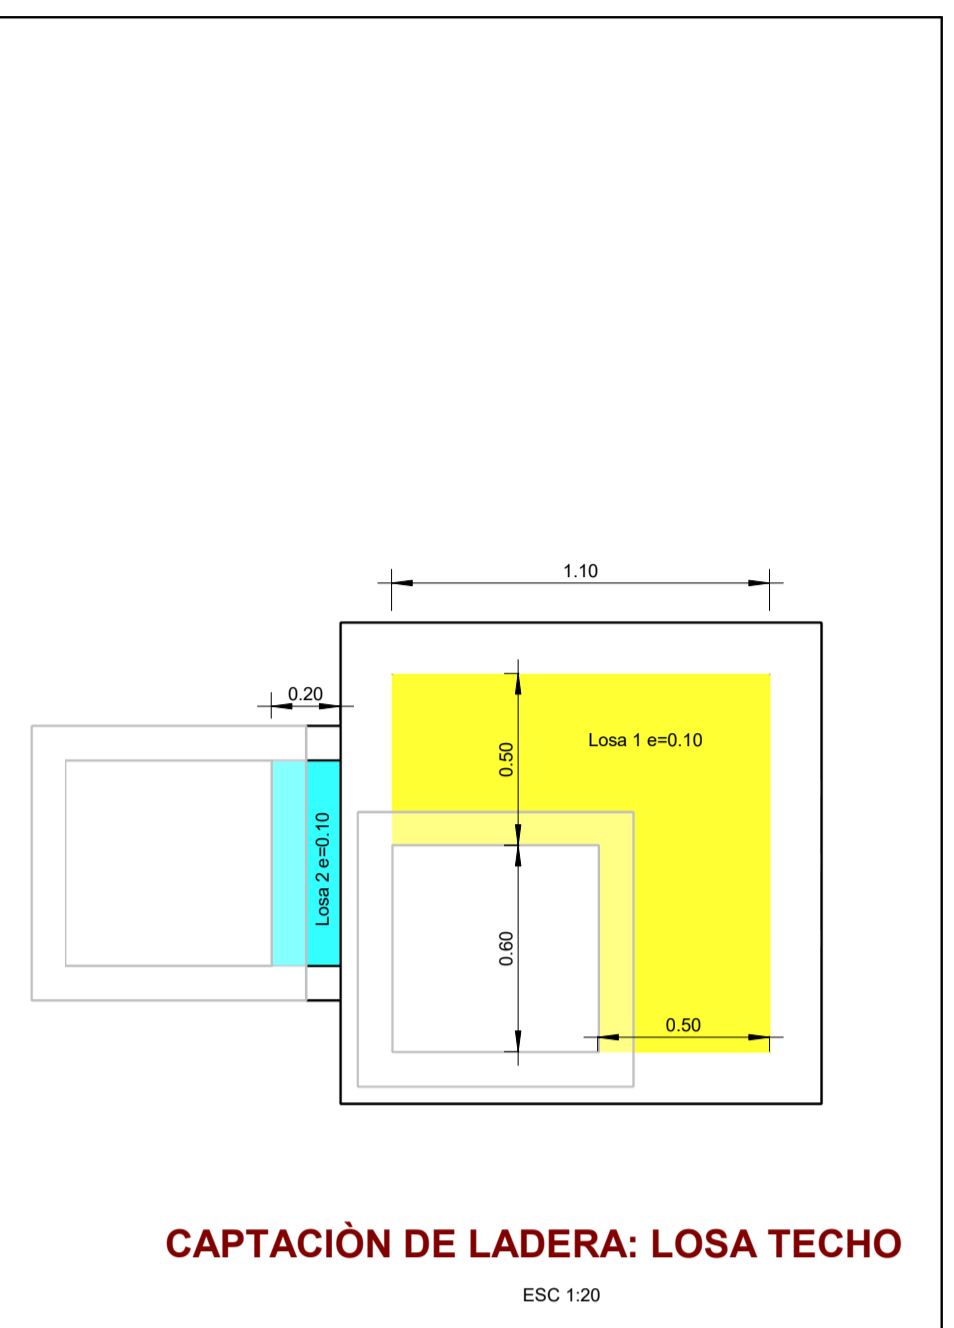 1.10
0.20
0.50
Losa 1 e=0.10
Losa 2 e=0.10
0.60
0.50
CAPTACIÒN DE LADERA: LOSA TECHO
ESC 1:20